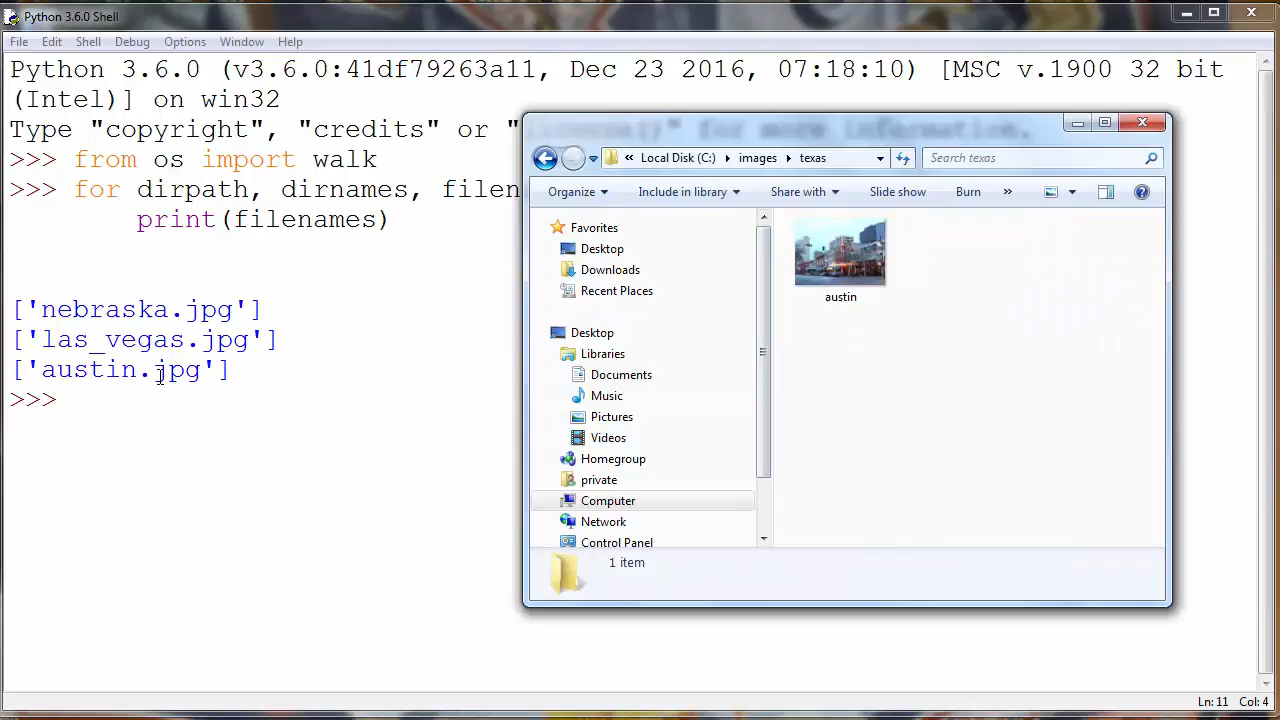 Python 3.6.0 Shell
File Edit Shell Debug Options Window Help
Python 3.6.0 (v3.6.0:41df79263a11, Dec 23 2016, 07:18:10) [MSC v.1900 32 bit
(Intel)] on win32
Type "copyright", "credits" or "license()" for more information.
>>> from os import walk
>>> for dirpath, dirnames, filen
print(filenames)
['nebraska.jpg']
['las_vegas.jpg']
['austin.jpg']
>>>
« Local Disk (C:) images texas
Search texas
Organize Include in library Share with Slide show Burn »
Favorites
Desktop
Downloads
Recent Places
Desktop
Libraries
Documents
Music
Pictures
Videos
Homegroup
private
Computer
Network
Control Panel
austin
1 item
Ln: 11 Col: 4